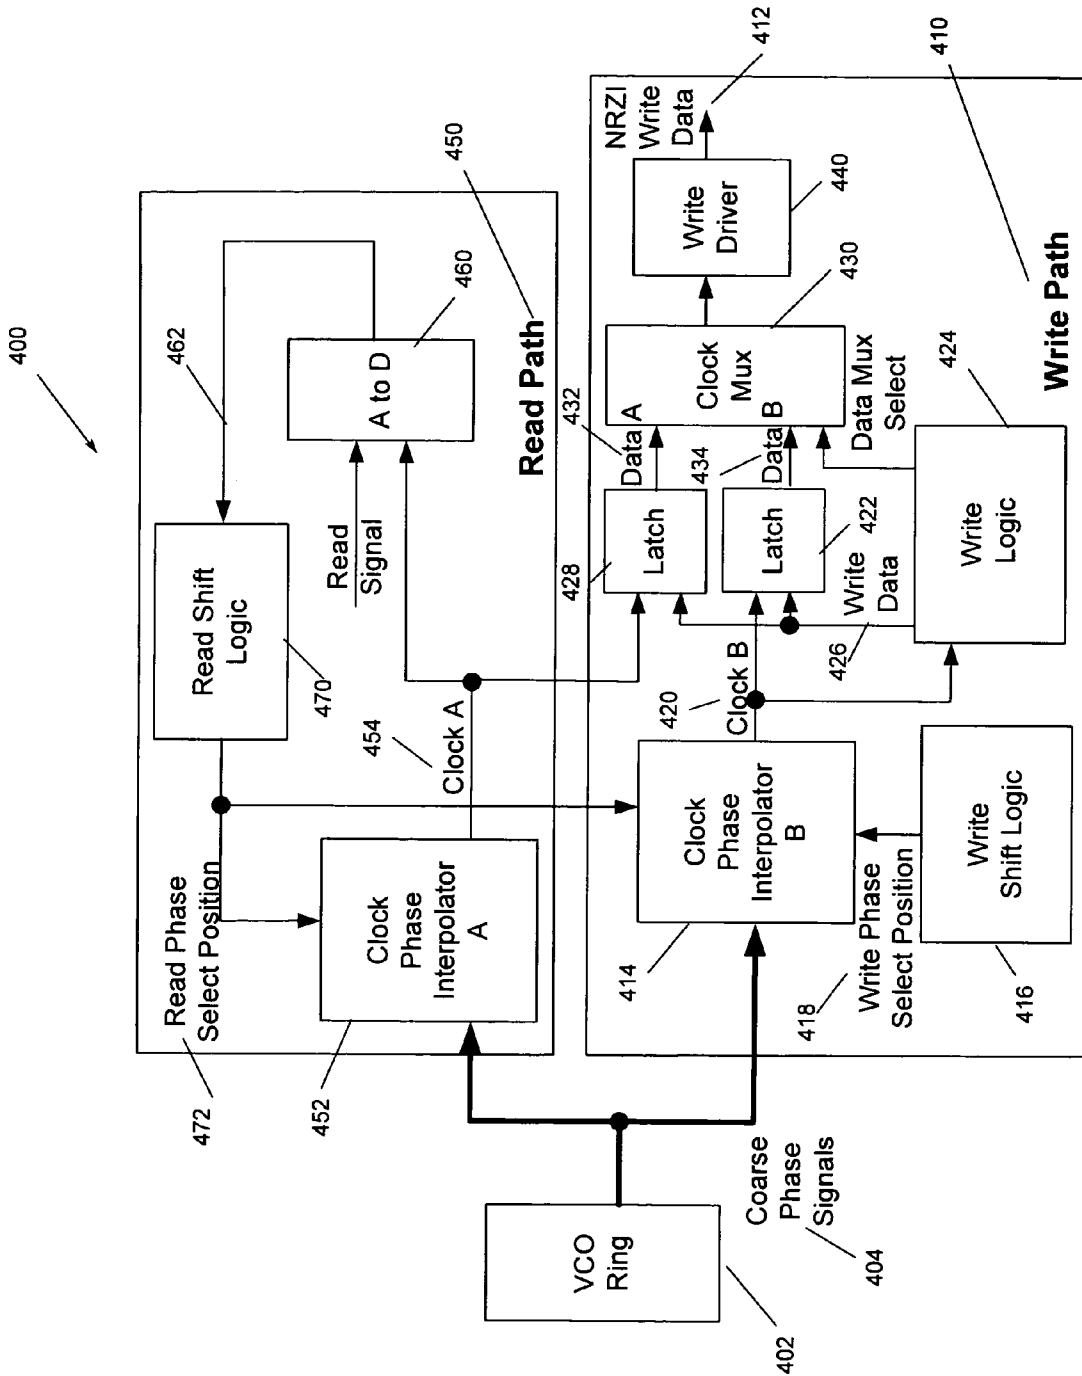 400
462
Read Shift
Logic
470
Read
Signal
A to D
460
450
Read Path
Read Phase
Select Position
472
Clock
Phase
Interpolator
A
452
454
Clock A
VCO
Ring
402
Coarse
Phase
Signals
404
414
Clock
Phase
Interpolator
B
418
Write Phase
Select Position
Write
Shift Logic
416
420
Clock B
428
Latch
432
Data A
434
Data B
Latch
422
Write
Data
426
Clock
Mux
430
Data Mux
Select
Write
Logic
424
Write
Driver
440
NRZI
Write
Data
412
410
Write Path